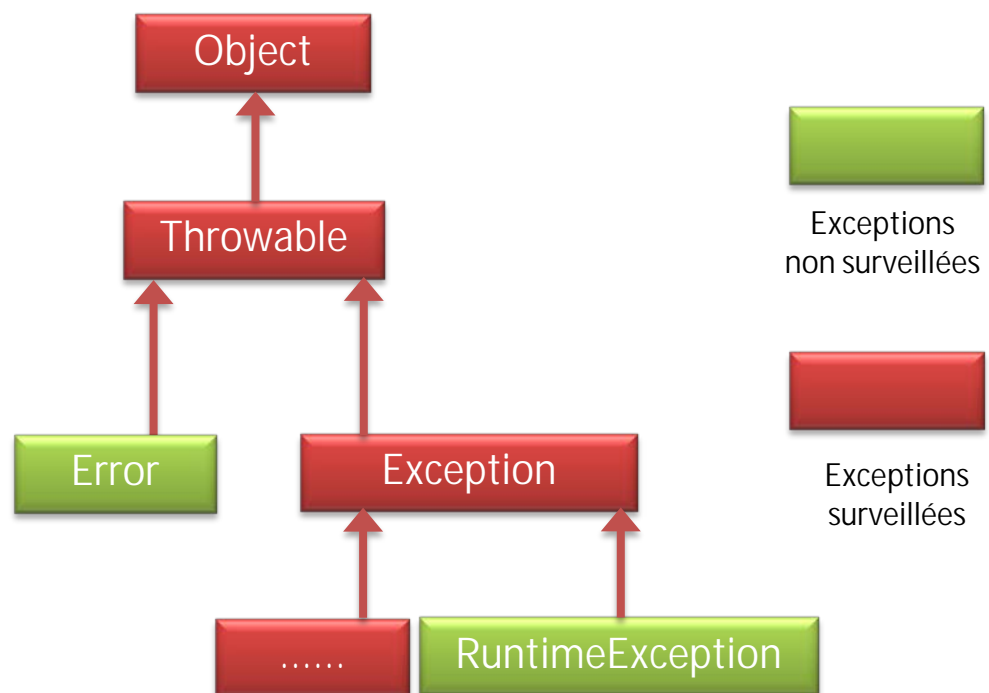 Object
Throwable
Exceptions
non surveillées
Error
Exception
Exceptions
surveillées
......
RuntimeException